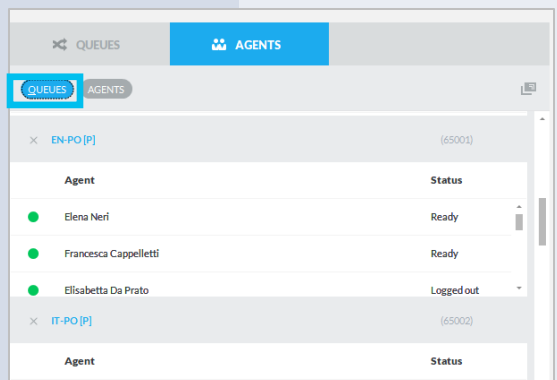 QUEUES AGENTS
QUEUES AGENTS
EN-PO [P] (65001)
Agent Status
Elena Neri Ready
Francesca Cappelletti Ready
Elisabetta Da Prato Logged out
IT-PO [P] (65002)
Agent Status